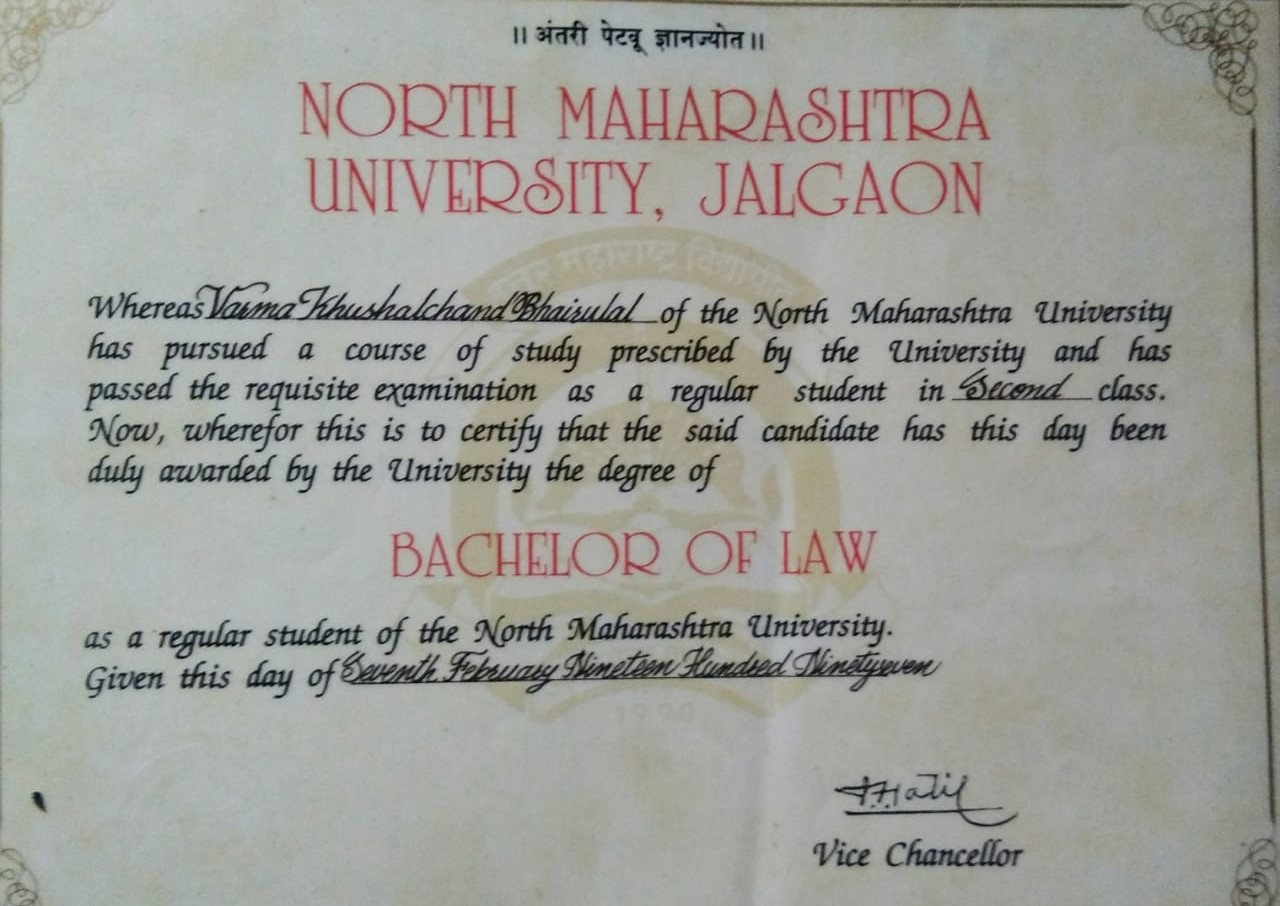 ॥ अंतरी पेटवू ज्ञानज्योत ॥
NORTH MAHARASHTRA
UNIVERSITY, JALGAON
Whereas Varma Khushalchand Bhairulal of the North Maharashtra University
has pursued a course of study prescribed by the University and has
passed the requisite examination as a regular student in Second class.
Now, wherefor this is to certify that the said candidate has this day been
duly awarded by the University the degree of
BACHELOR OF LAW
as a regular student of the North Maharashtra University.
Given this day of Seventh February Nineteen Hundred Ninetyseven
Vice Chancellor